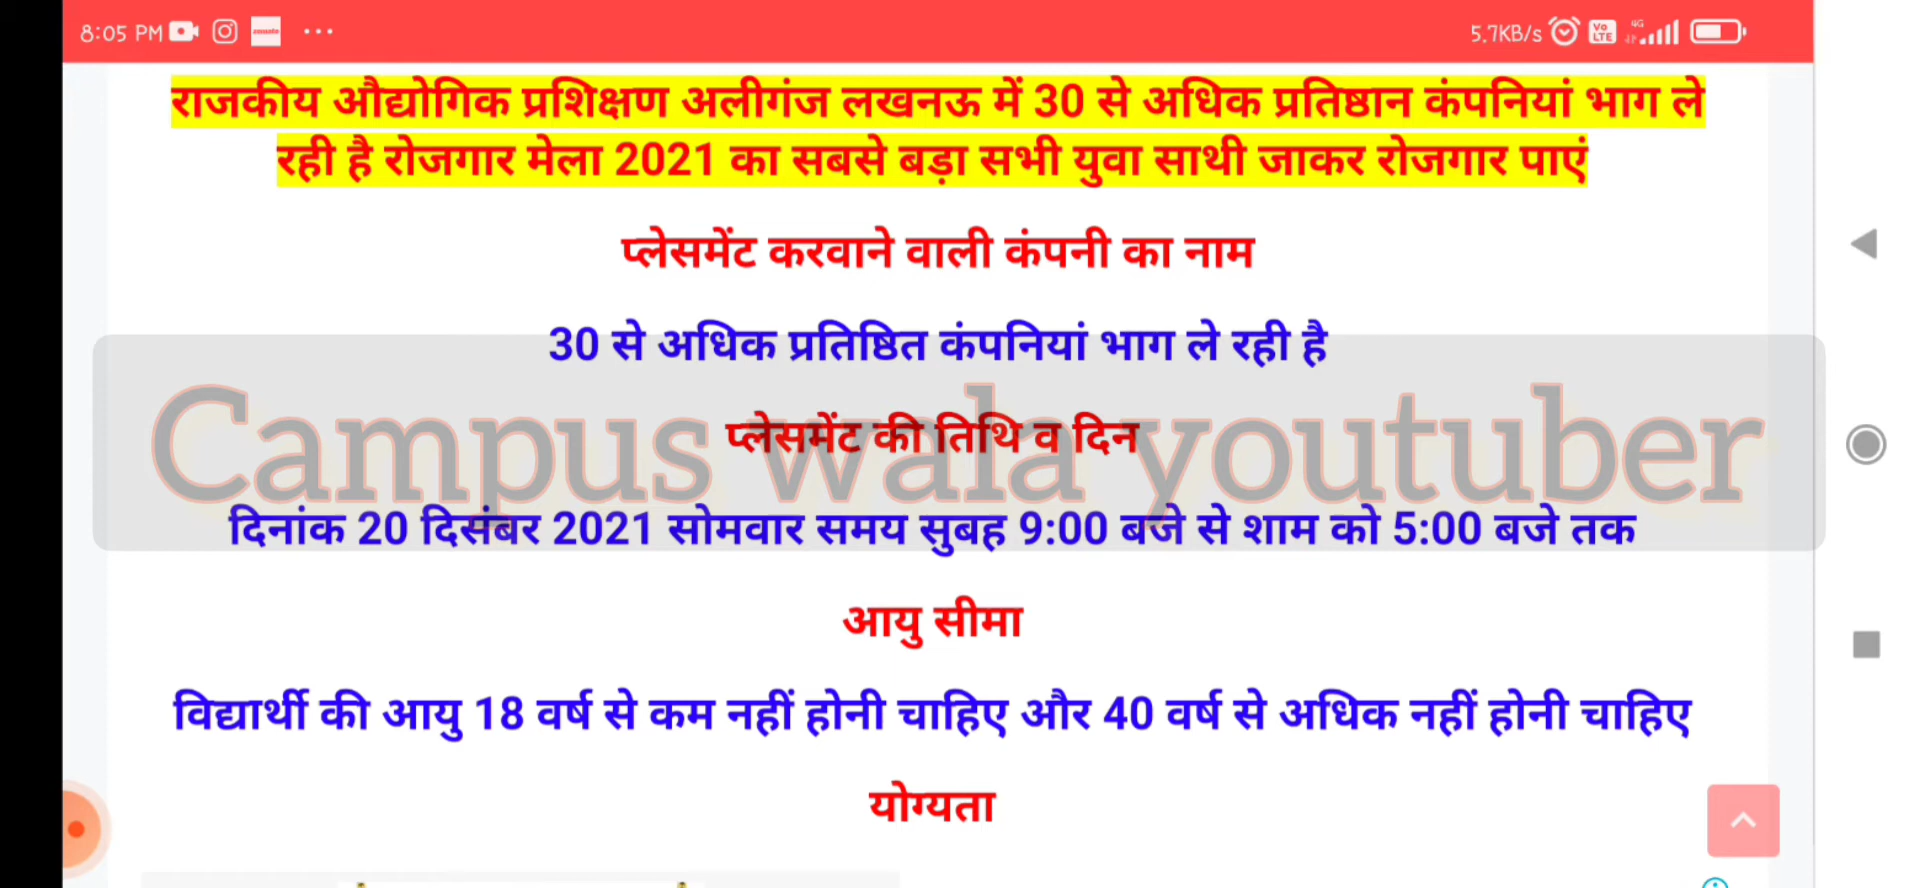 8:05 PM ... 5.7KB/s Vo LTE 4G
राजकीय औद्योगिक प्रशिक्षण अलीगंज लखनऊ में 30 से अधिक प्रतिष्ठान कंपनियां भाग ले
रही है रोजगार मेला 2021 का सबसे बड़ा सभी युवा साथी जाकर रोजगार पाएं
प्लेसमेंट करवाने वाली कंपनी का नाम
30 से अधिक प्रतिष्ठित कंपनियां भाग ले रही है
प्लेसमेंट की तिथि व दिन
Campus wala youtuber
दिनांक 20 दिसंबर 2021 सोमवार समय सुबह 9:00 बजे से शाम को 5:00 बजे तक
आयु सीमा
विद्यार्थी की आयु 18 वर्ष से कम नहीं होनी चाहिए और 40 वर्ष से अधिक नहीं होनी चाहिए
योग्यता